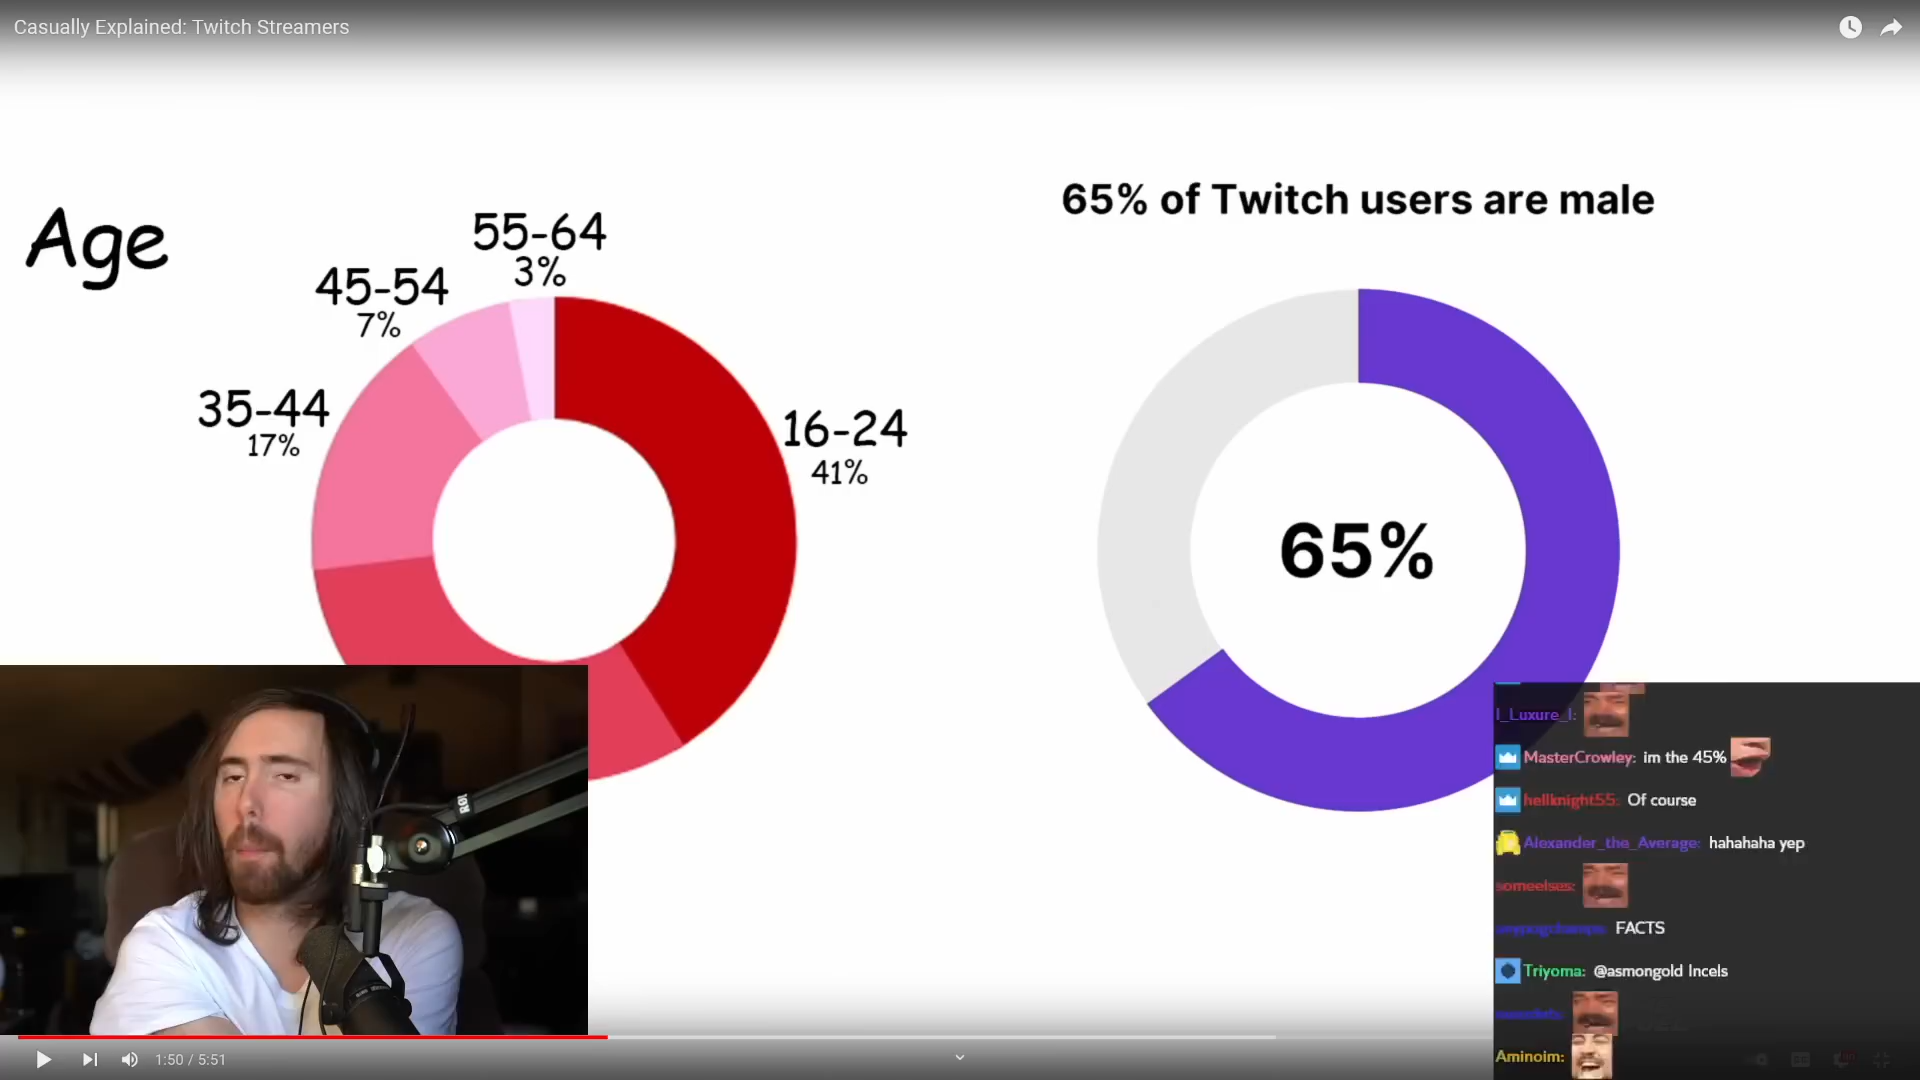 Casually Explained: Twitch Streamers
Age
55-64
3%
45-54
7%
35-44
17%
16-24
41%
65% of Twitch users are male
65%
l_Luxure_l:
MasterCrowley: im the 45%
hellknight55: Of course
Alexander_the_Average: hahahaha yep
someelses:
FACTS
Triyoma: @asmongold Incels
Aminoim:
1:50 / 5:51